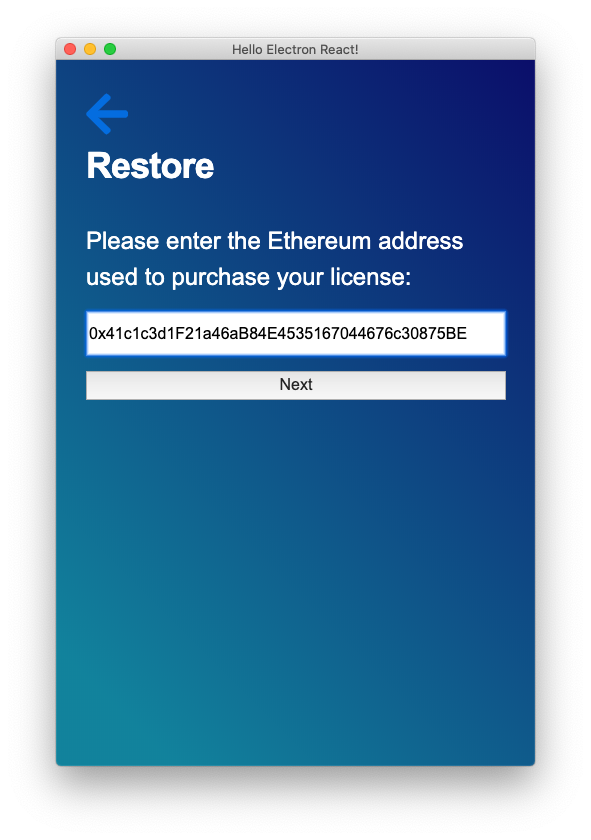 Hello Electron React!
Restore
Please enter the Ethereum address
used to purchase your license:
0x41c1c3d1F21a46aB84E4535167044676c30875BE
Next